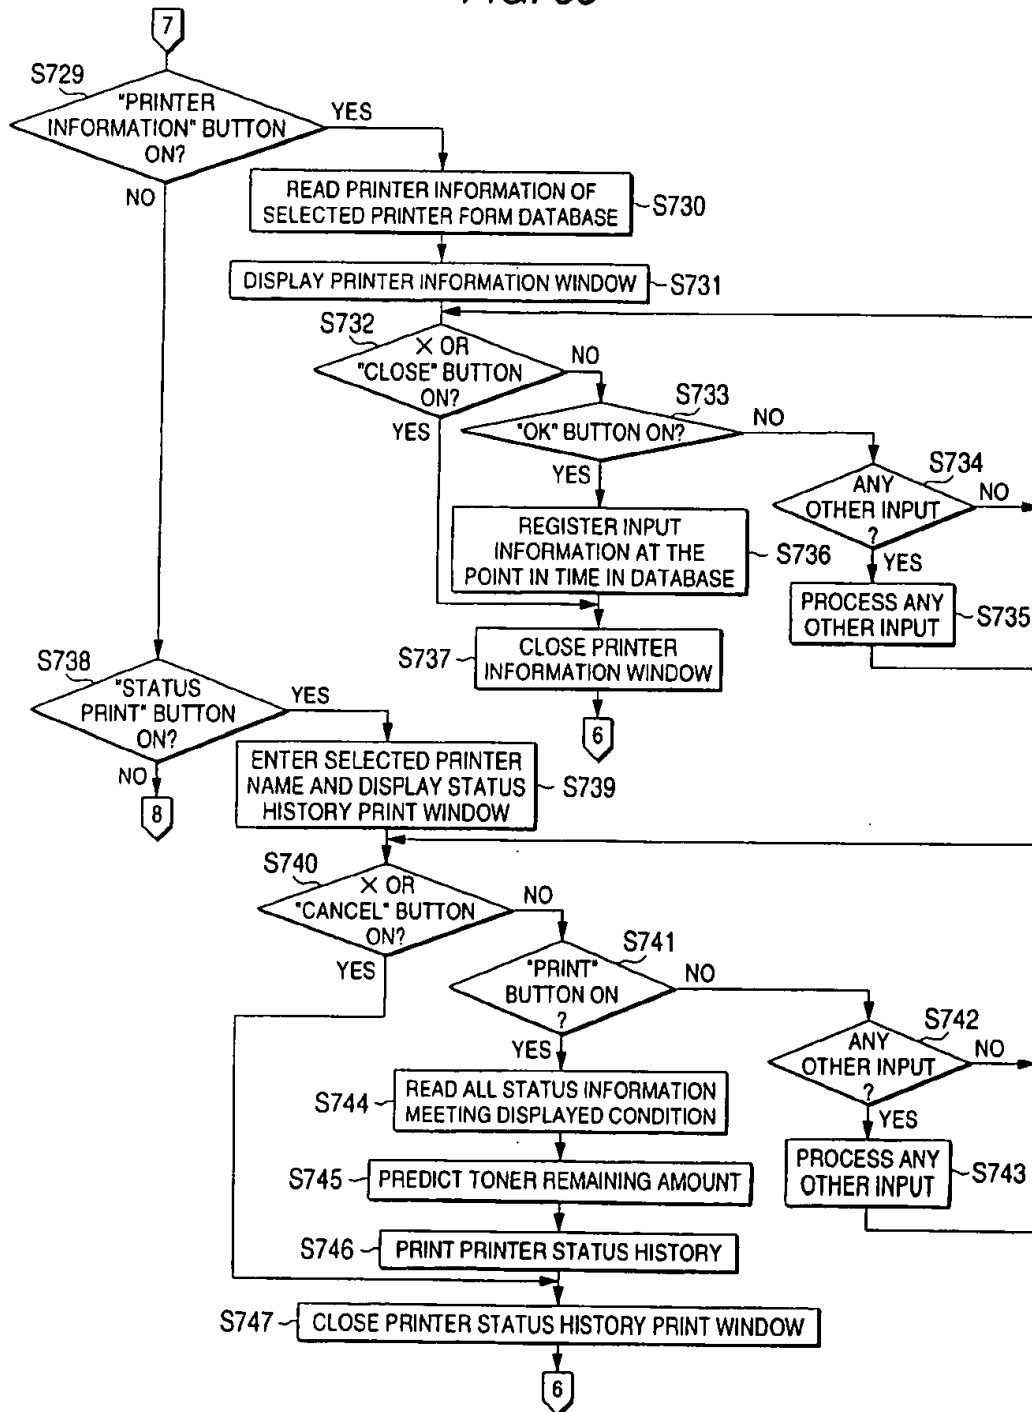 7
S729
"PRINTER
INFORMATION" BUTTON
ON?
YES
NO
READ PRINTER INFORMATION OF
SELECTED PRINTER FORM DATABASE
S730
DISPLAY PRINTER INFORMATION WINDOW
S731
S732
X OR
"CLOSE" BUTTON
ON?
NO
YES
S733
"OK" BUTTON ON?
NO
YES
S734
ANY
OTHER INPUT
?
NO
YES
REGISTER INPUT
INFORMATION AT THE
POINT IN TIME IN DATABASE
S736
PROCESS ANY
OTHER INPUT
S735
S737
CLOSE PRINTER
INFORMATION WINDOW
6
S738
"STATUS
PRINT" BUTTON
ON?
YES
NO
8
ENTER SELECTED PRINTER
NAME AND DISPLAY STATUS
HISTORY PRINT WINDOW
S739
S740
X OR
"CANCEL" BUTTON
ON?
NO
YES
S741
"PRINT"
BUTTON ON
?
NO
YES
S742
ANY
OTHER INPUT
?
NO
YES
S744
READ ALL STATUS INFORMATION
MEETING DISPLAYED CONDITION
PROCESS ANY
OTHER INPUT
S743
S745
PREDICT TONER REMAINING AMOUNT
S746
PRINT PRINTER STATUS HISTORY
S747
CLOSE PRINTER STATUS HISTORY PRINT WINDOW
6